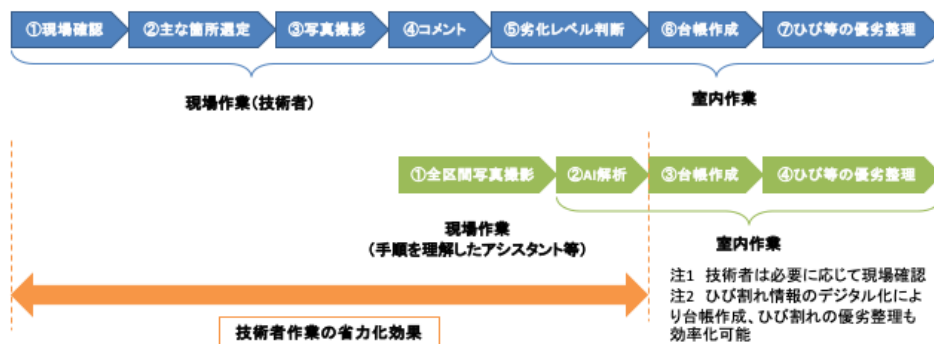 ①現場確認
②主な箇所選定
③写真撮影
④コメント
⑤劣化レベル判断
⑥台帳作成
⑦ひび等の優劣整理
現場作業(技術者)
室内作業
①全区間写真撮影
②AI解析
③台帳作成
④ひび等の優劣整理
現場作業
(手順を理解したアシスタント等)
室内作業
注1 技術者は必要に応じて現場確認
注2 ひび割れ情報のデジタル化によ
り台帳作成、ひび割れの優劣整理も
効率化可能
技術者作業の省力化効果